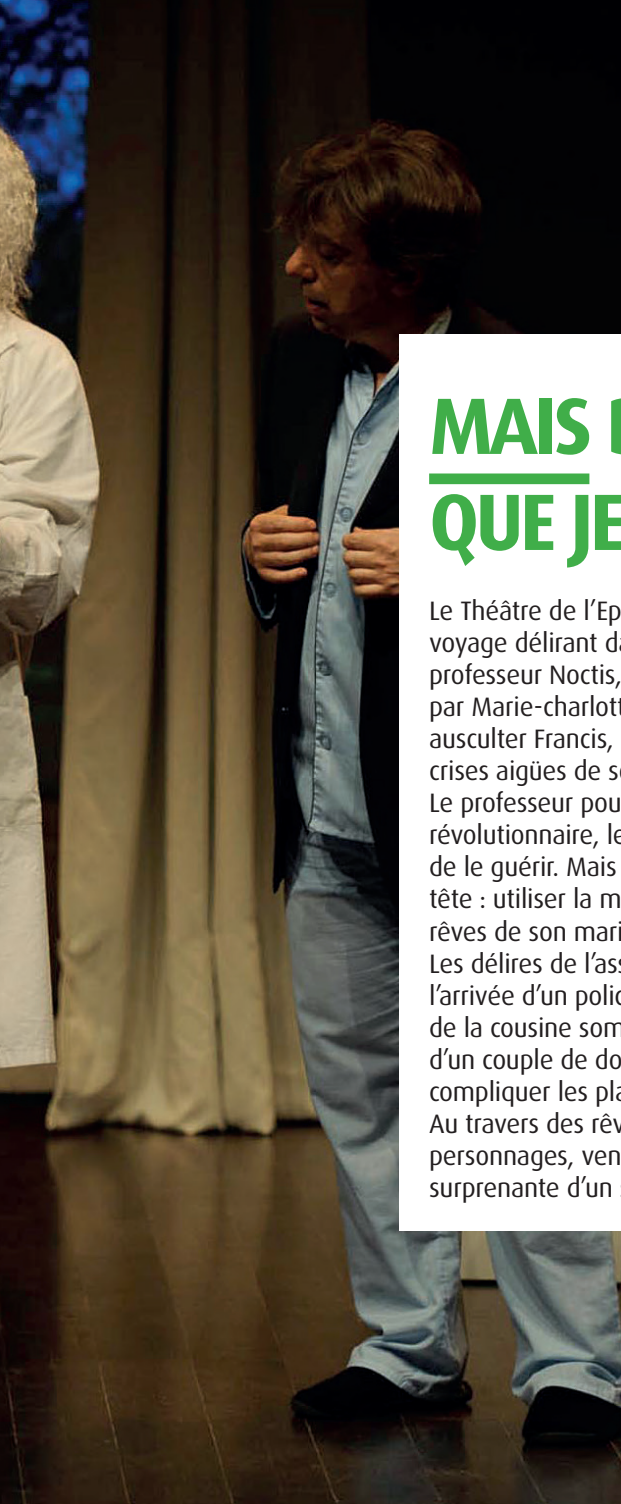 MAIS
QUE JE
Le Théâtre de l’Ep
voyage délirant da
professeur Noctis,
par Marie-charlott
ausculter Francis,
crises aigües de so
Le professeur pou
révolutionnaire, le
de le guérir. Mais
tête : utiliser la m
rêves de son mari
Les délires de l’ass
l’arrivée d’un polic
de la cousine som
d’un couple de do
compliquer les pla
Au travers des rêv
personnages, ven
surprenante d’un